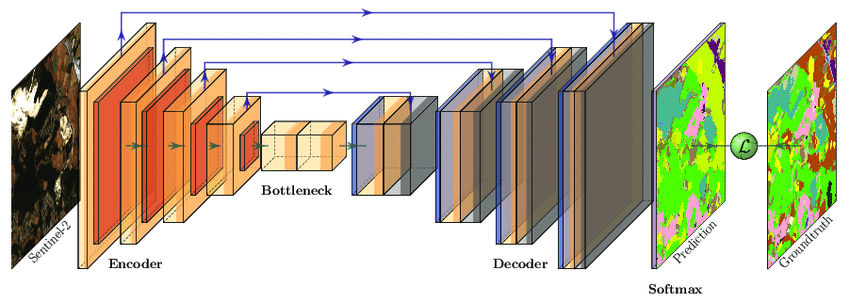 Sentinel-2
Encoder
Bottleneck
Decoder
Softmax
Prediction
ℒ
Groundtruth